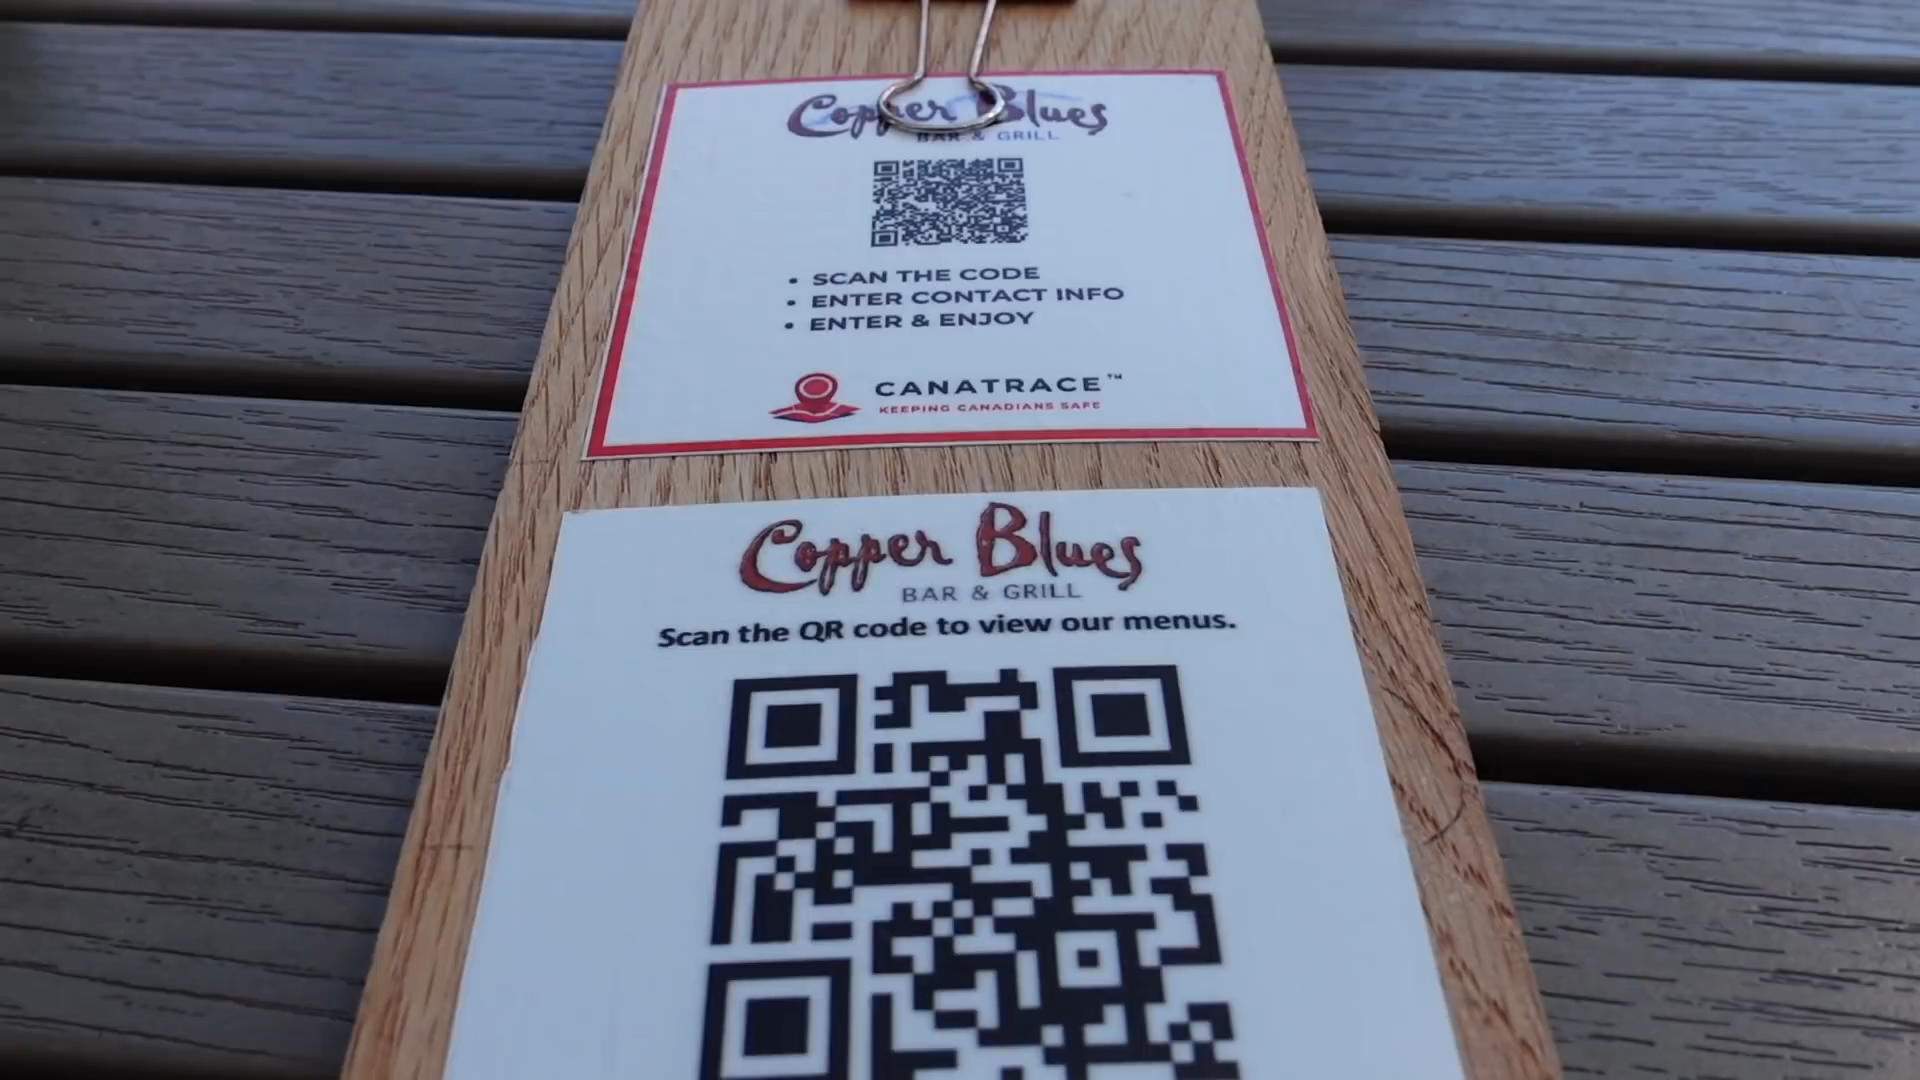 Copper Blues
BAR & GRILL
• SCAN THE CODE
• ENTER CONTACT INFO
• ENTER & ENJOY
CANATRACE™
KEEPING CANADIANS SAFE
Copper Blues
BAR & GRILL
Scan the QR code to view our menus.